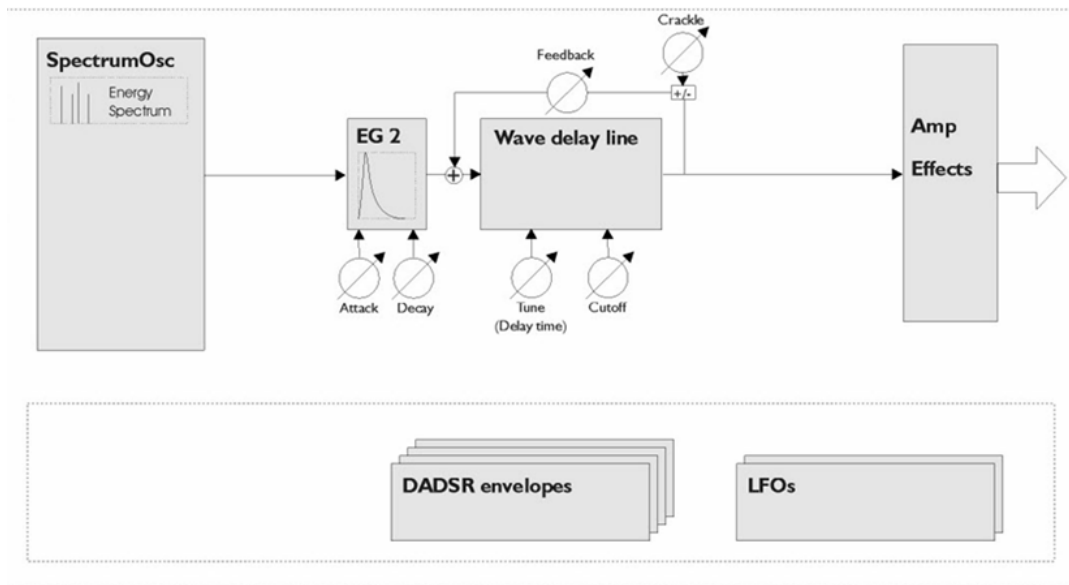 SpectrumOsc
Energy
Spectrum
EG 2
Attack
Decay
+
Feedback
Crackle
+/-
Wave delay line
Tune
(Delay time)
Cutoff
Amp
Effects
DADSR envelopes
LFOs